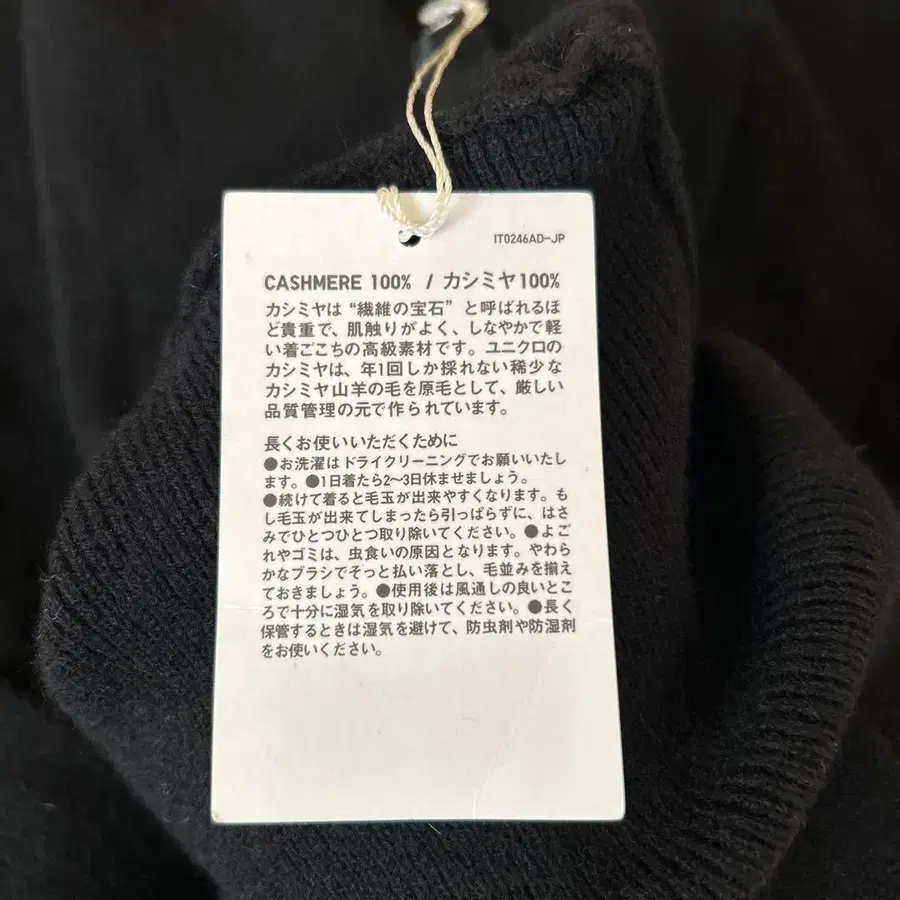 IT0246AD-JP
CASHMERE 100% / カシミヤ100%
カシミヤは“繊維の宝石”と呼ばれるほ
ど貴重で、肌触りがよく、しなやかで軽
い着ごこちの高級素材です。ユニクロの
カシミヤは、年1回しか採れない稀少な
カシミヤ山羊の毛を原毛として、厳しい
品質管理の元で作られています。
長くお使いいただくために
●お洗濯はドライクリーニングでお願いいたし
ます。●1日着たら2〜3日休ませましょう。
●続けて着ると毛玉が出来やすくなります。も
し毛玉が出来てしまったら引っぱらずに、はさ
みでひとつひとつ取り除いてください。●よご
れやゴミは、虫食いの原因となります。やわら
かなブラシでそっと払い落とし、毛並みを揃え
ておきましょう。●使用後は風通しの良いとこ
ろで十分に湿気を取り除いてください。●長く
保管するときは湿気を避けて、防虫剤や防湿剤
をお使いください。